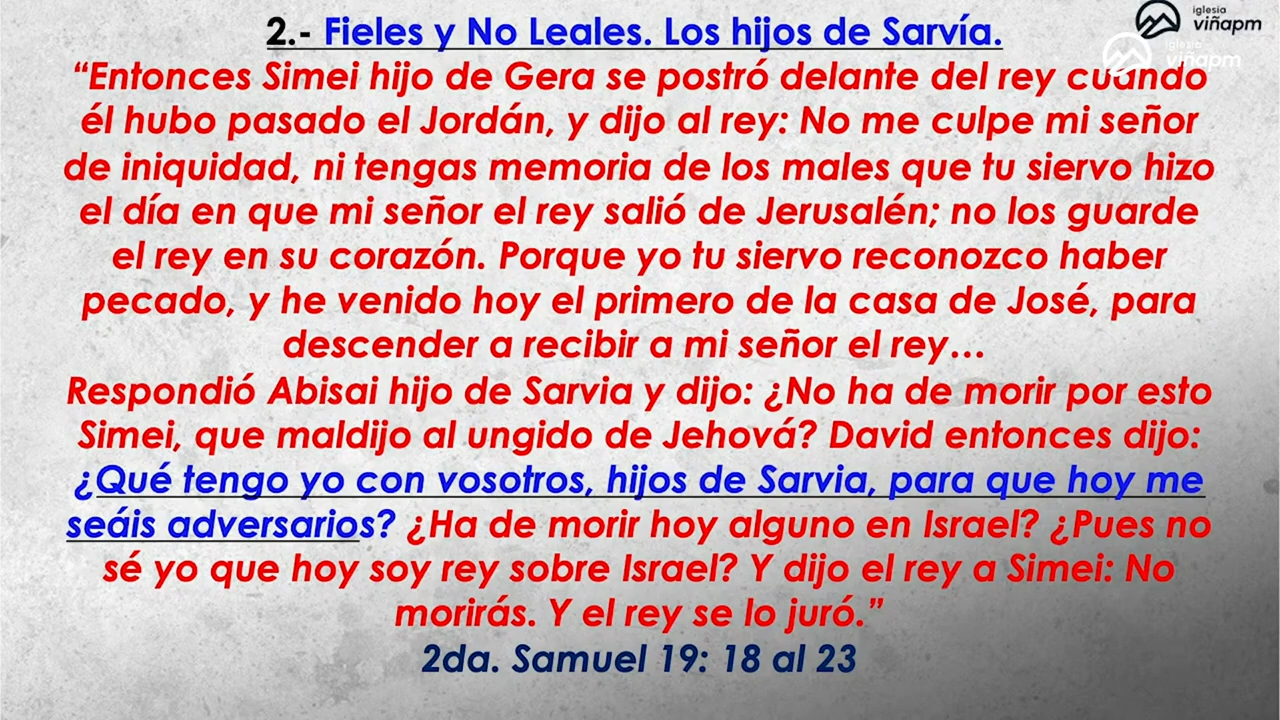 2.- Fieles y No Leales. Los hijos de Sarvía.
iglesia
viñapm
iglesia
viñapm
“Entonces Simei hijo de Gera se postró delante del rey cuando
él hubo pasado el Jordán, y dijo al rey: No me culpe mi señor
de iniquidad, ni tengas memoria de los males que tu siervo hizo
el día en que mi señor el rey salió de Jerusalén; no los guarde
el rey en su corazón. Porque yo tu siervo reconozco haber
pecado, y he venido hoy el primero de la casa de José, para
descender a recibir a mi señor el rey…
Respondió Abisai hijo de Sarvia y dijo: ¿No ha de morir por esto
Simei, que maldijo al ungido de Jehová? David entonces dijo:
¿Qué tengo yo con vosotros, hijos de Sarvia, para que hoy me
seáis adversarios? ¿Ha de morir hoy alguno en Israel? ¿Pues no
sé yo que hoy soy rey sobre Israel? Y dijo el rey a Simei: No
morirás. Y el rey se lo juró.”
2da. Samuel 19: 18 al 23